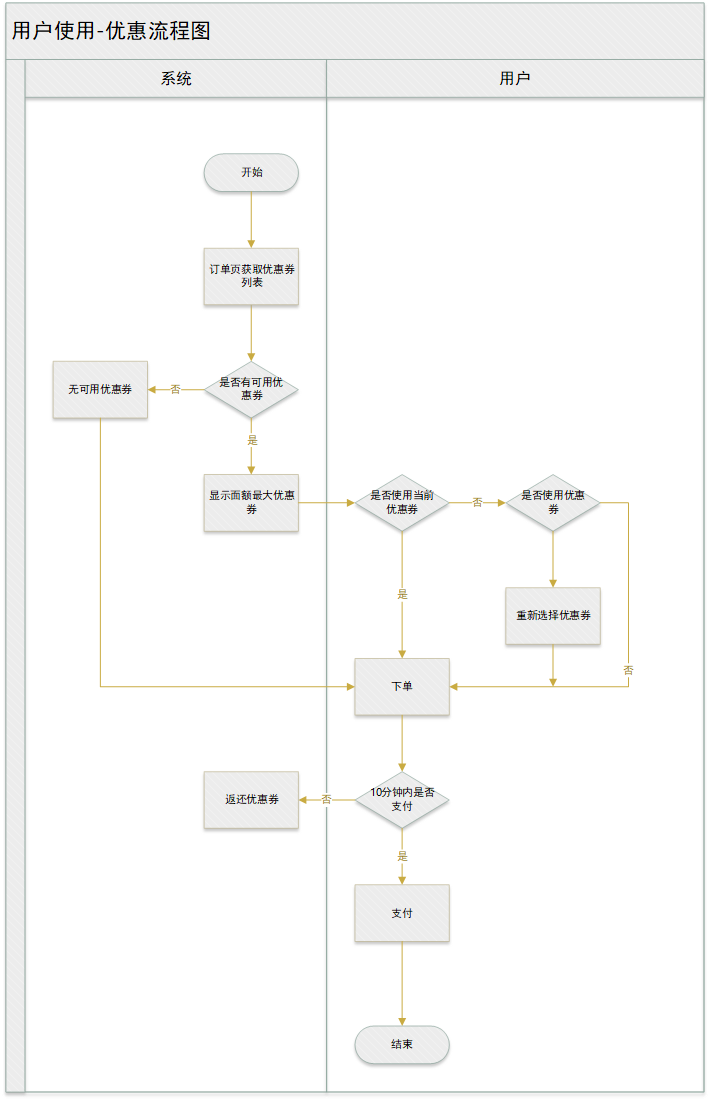 用户使用-优惠流程图
系统
用户
开始
订单页获取优惠券
列表
是否有可用优
惠券
否
无可用优惠券
是
显示面额最大优惠
券
是否使用当前
优惠券
否
是否使用优惠
券
是
重新选择优惠券
否
下单
10分钟内是否
支付
否
返还优惠券
是
支付
结束